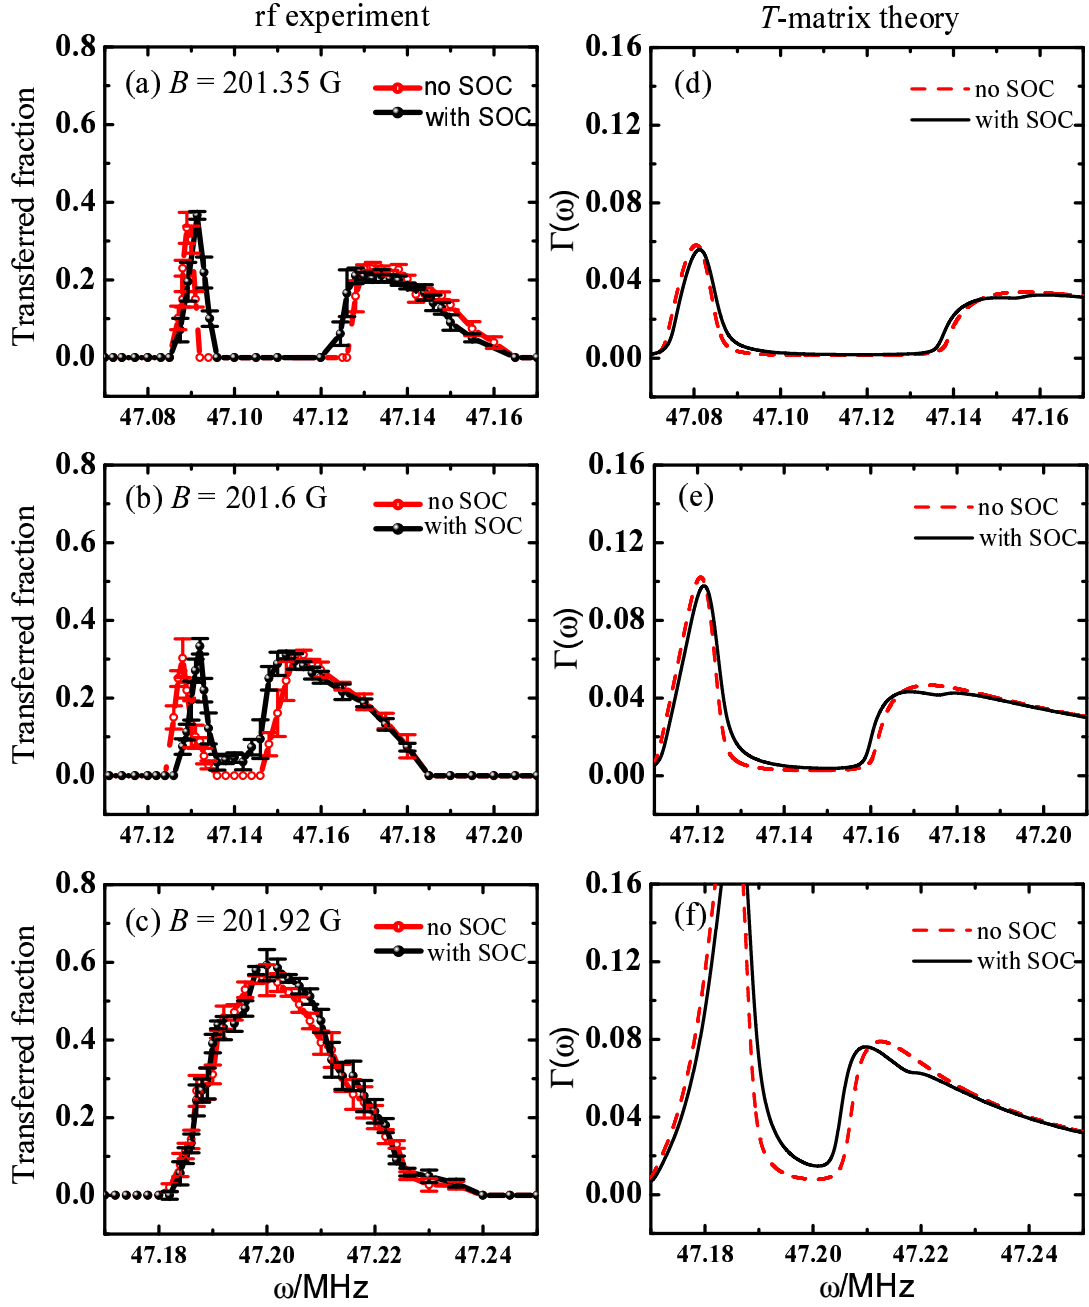 rf experiment
T-matrix theory
(a) B = 201.35 G
no SOC
with SOC
0.8
0.6
0.4
0.2
0.0
Transferred fraction
47.08
47.10
47.12
47.14
47.16
(d)
no SOC
with SOC
0.16
0.12
0.08
0.04
0.00
Γ(ω)
47.08
47.10
47.12
47.14
47.16
(b) B = 201.6 G
no SOC
with SOC
0.8
0.6
0.4
0.2
0.0
Transferred fraction
47.12
47.14
47.16
47.18
47.20
(e)
no SOC
with SOC
0.16
0.12
0.08
0.04
0.00
Γ(ω)
47.12
47.14
47.16
47.18
47.20
(c) B = 201.92 G
no SOC
with SOC
0.8
0.6
0.4
0.2
0.0
Transferred fraction
47.18
47.20
47.22
47.24
ω/MHz
(f)
no SOC
with SOC
0.16
0.12
0.08
0.04
0.00
Γ(ω)
47.18
47.20
47.22
47.24
ω/MHz